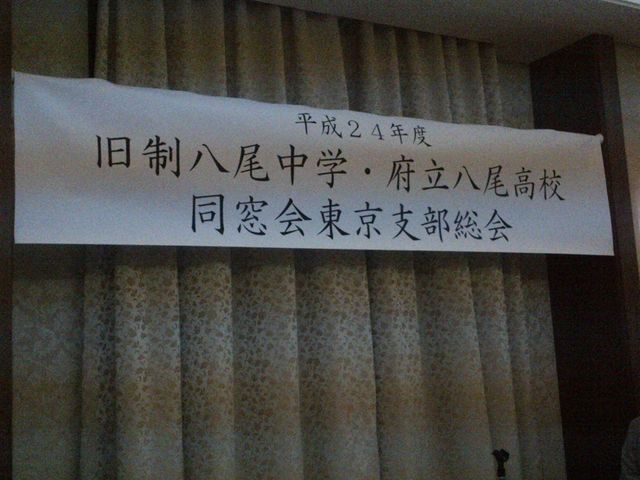 平成２４年度
旧制八尾中学・府立八尾高校
同窓会東京支部総会